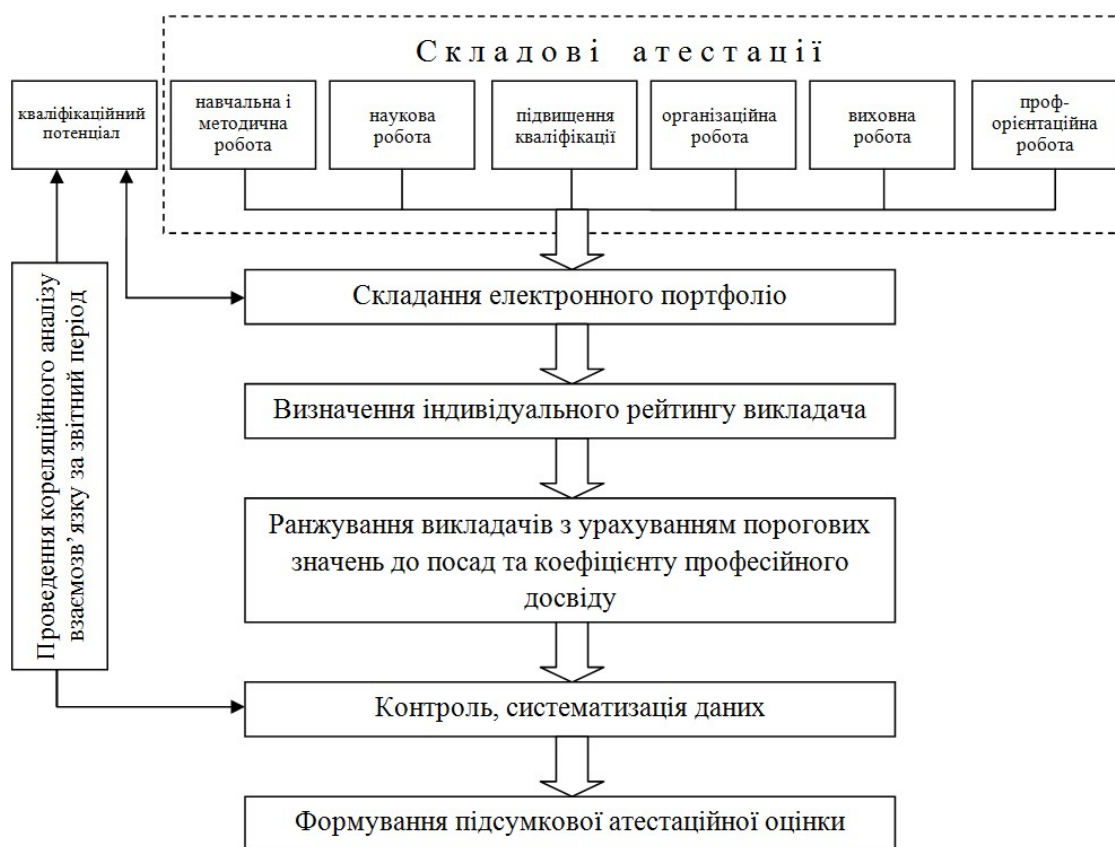 Складові атестації
кваліфікаційний
потенціал
навчальна і
методична
робота
наукова
робота
підвищення
кваліфікації
організаційна
робота
виховна
робота
проф-
орієнтаційна
робота
Проведення кореляційного аналізу
взаємозв’язку за звітний період
Складання електронного портфоліо
Визначення індивідуального рейтингу викладача
Ранжування викладачів з урахуванням порогових
значень до посад та коефіцієнту професійного
досвіду
Контроль, систематизація даних
Формування підсумкової атестаційної оцінки